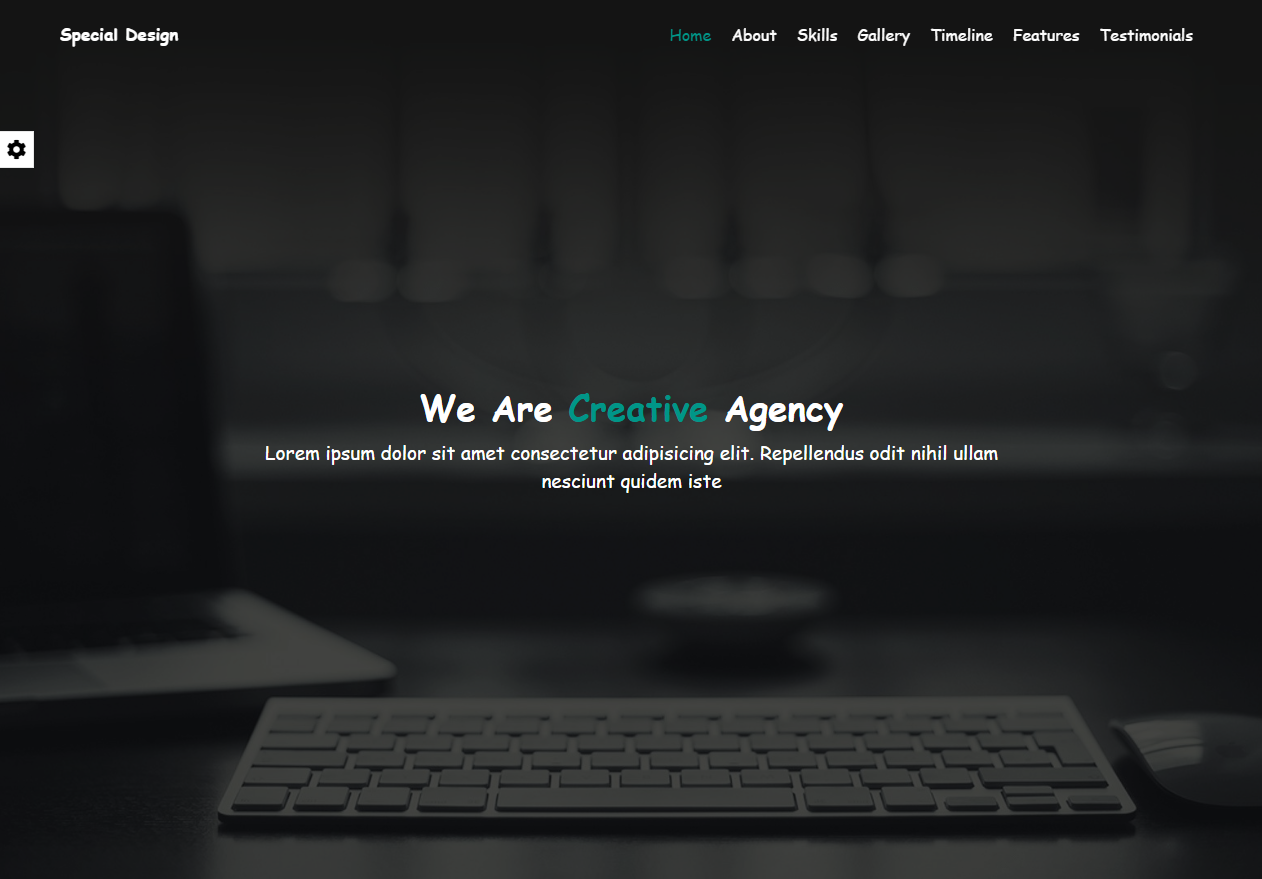 Special Design
Home About Skills Gallery Timeline Features Testimonials
We Are Creative Agency
Lorem ipsum dolor sit amet consectetur adipisicing elit. Repellendus odit nihil ullam
nesciunt quidem iste